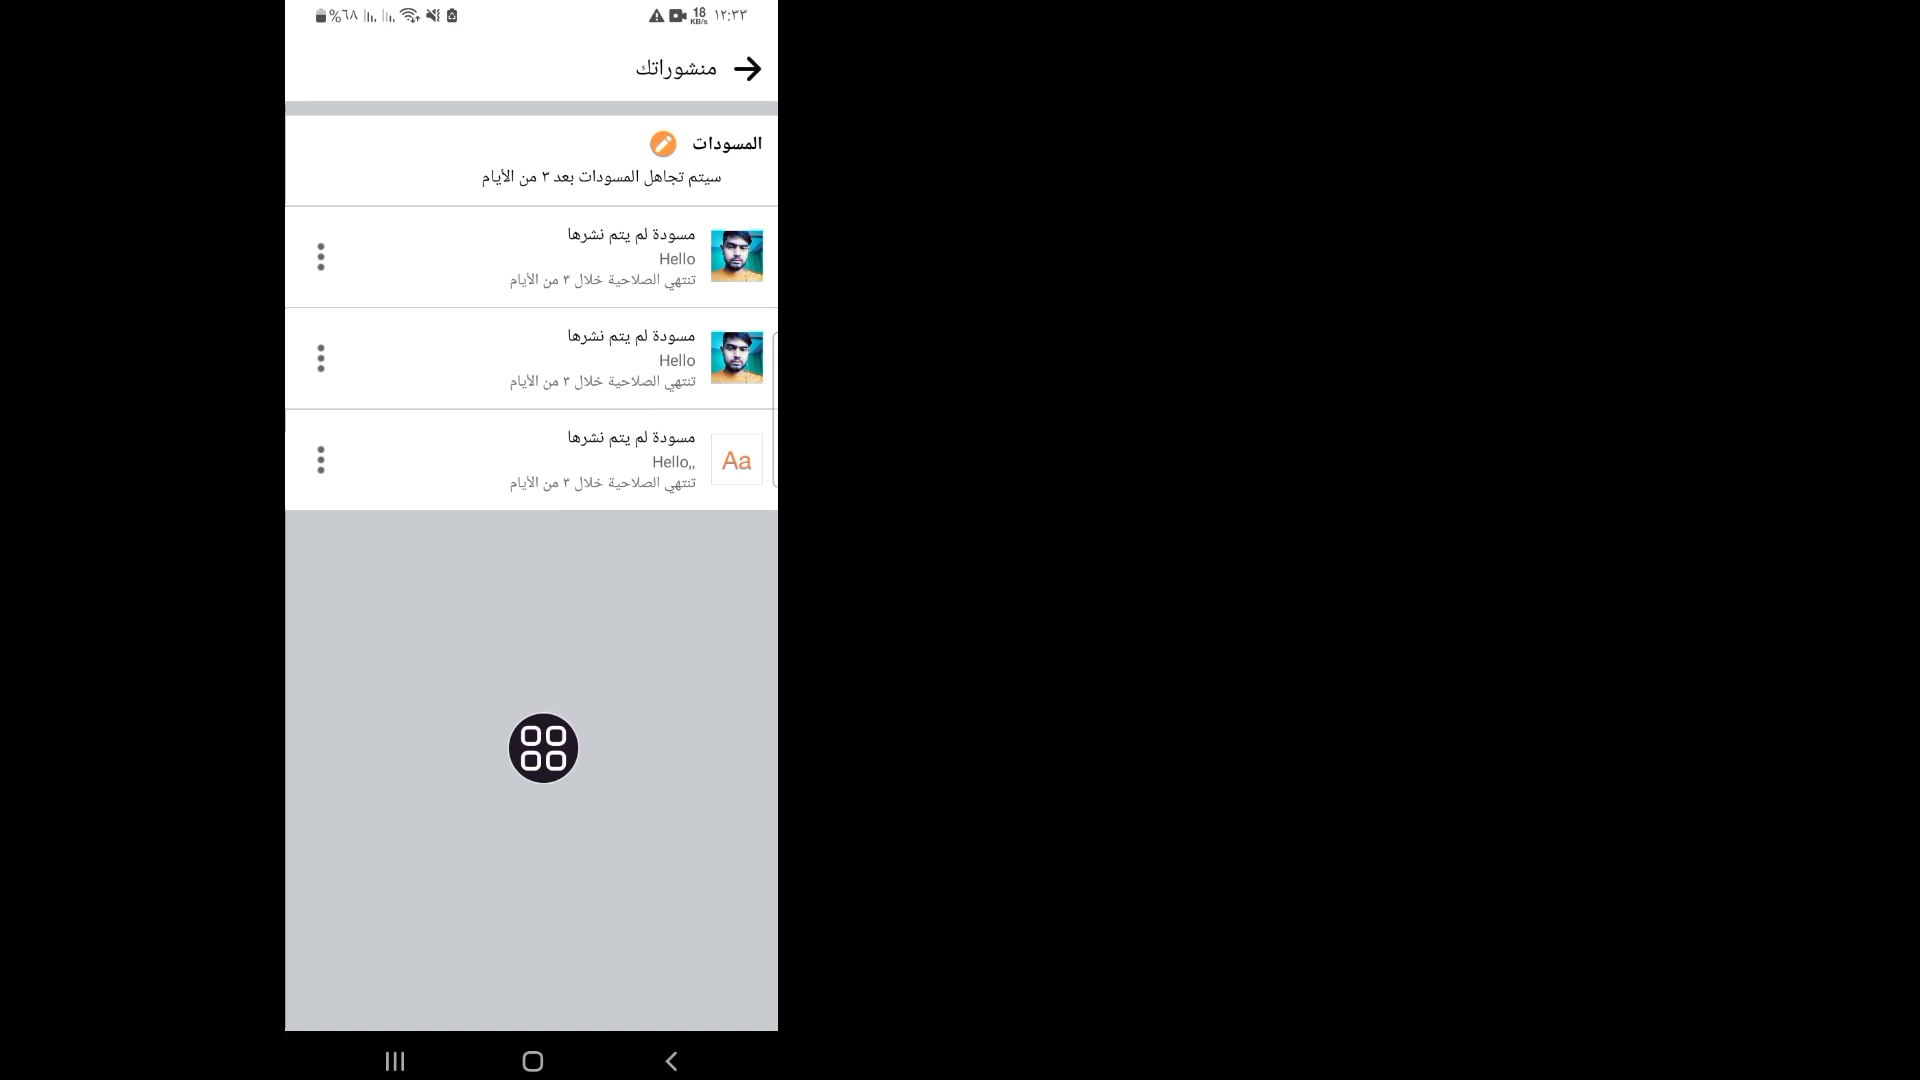 %٦٨
18
KB/s
١٢:٣٣
منشوراتك
المسودات
سيتم تجاهل المسودات بعد ٣ من الأيام
مسودة لم يتم نشرها
Hello
تنتهي الصلاحية خلال ٣ من الأيام
مسودة لم يتم نشرها
Hello
تنتهي الصلاحية خلال ٣ من الأيام
مسودة لم يتم نشرها
Hello,,
Aa
تنتهي الصلاحية خلال ٣ من الأيام